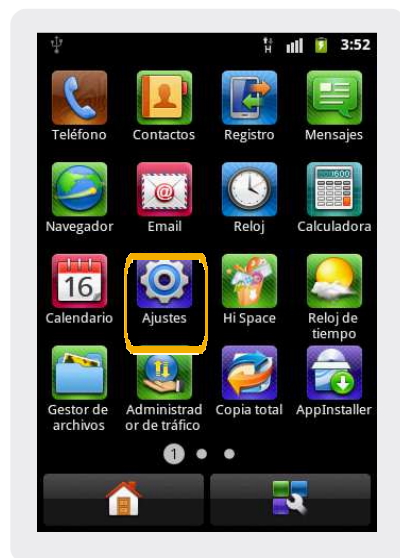 H 3:52
Teléfono Contactos Registro Mensajes
@ 1600
Navegador Email Reloj Calculadora
16
Calendario Ajustes Hi Space Reloj de
tiempo
Gestor de Administrad Copia total AppInstaller
archivos or de tráfico
1